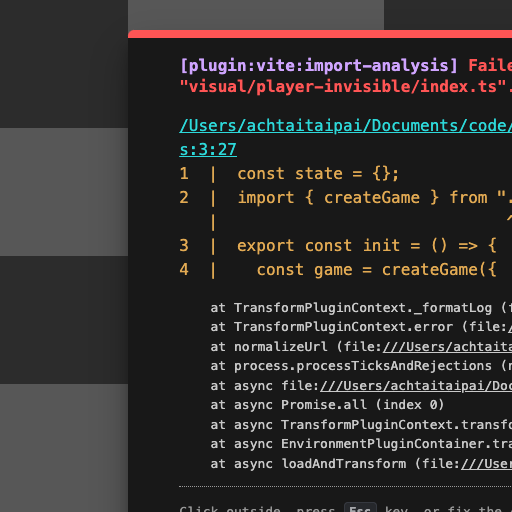 [plugin:vite:import-analysis] Faile
"visual/player-invisible/index.ts".
/Users/achtaitaipai/Documents/code/
s:3:27
1  |  const state = {};
2  |  import { createGame } from ".
   |                              ^
3  |  export const init = () => {
4  |    const game = createGame({
at TransformPluginContext._formatLog (f
at TransformPluginContext.error (file:/
at normalizeUrl (file:///Users/achtaita
at process.processTicksAndRejections (n
at async file:///Users/achtaitaipai/Doc
at async Promise.all (index 0)
at async TransformPluginContext.transfo
at async EnvironmentPluginContainer.tra
at async loadAndTransform (file:///User
Click outside, press Esc key, or fix the